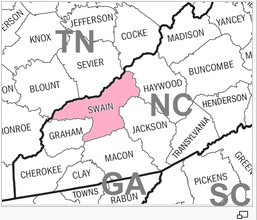 JEFFERSON
KNOX
TN
COCKE
MADISON
YANCEY
SEVIER
BUNCOMBE
BLOUNT
HAYWOOD
SWAIN
NC
HENDERSON
MONROE
GRAHAM
JACKSON
TRANSYLVANIA
MACON
CHEROKEE
CLAY
PICKENS
TOWNS
GA
RABUN
SC